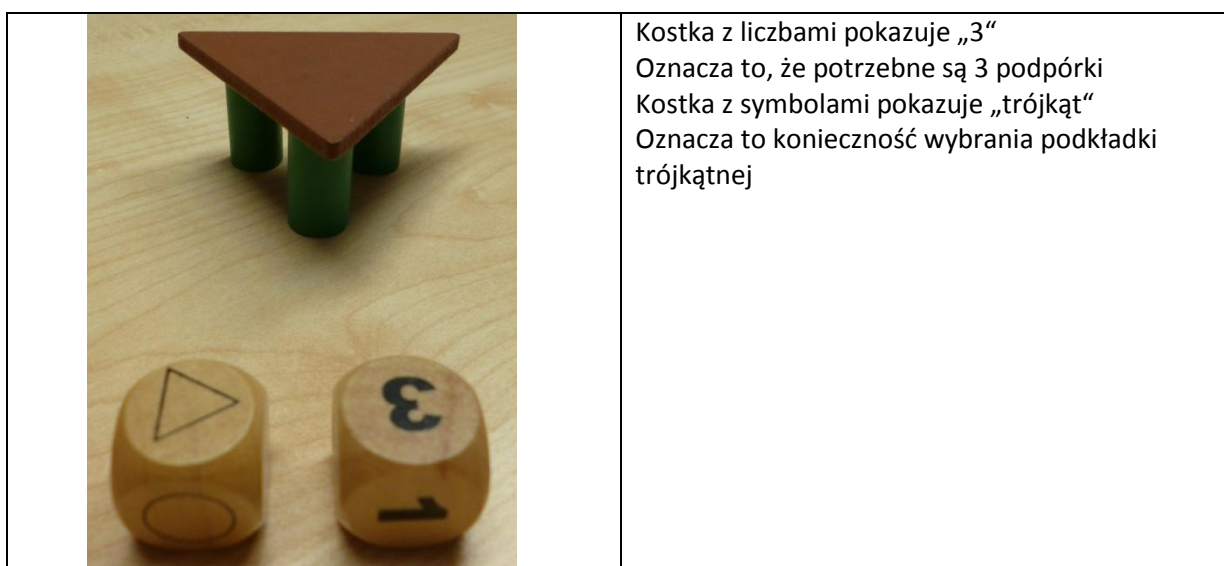 Kostka z liczbami pokazuje „3“
Oznacza to, że potrzebne są 3 podpórki
Kostka z symbolami pokazuje „trójkąt“
Oznacza to konieczność wybrania podkładki
trójkątnej
3
1